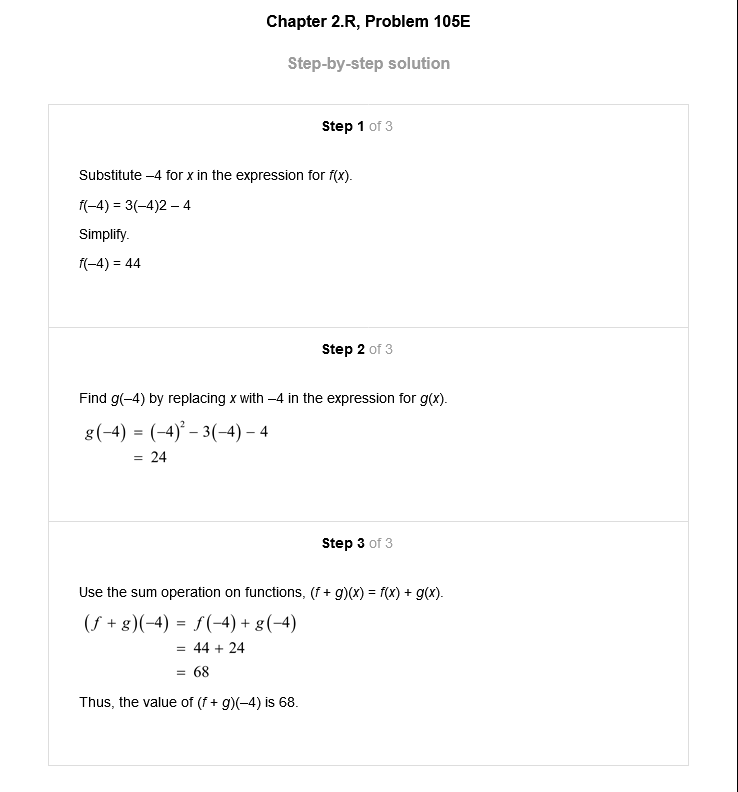 Chapter 2.R, Problem 105E
Step-by-step solution
Step 1 of 3
Substitute –4 for x in the expression for f(x).
f(–4) = 3(–4)2 – 4
Simplify.
f(–4) = 44
Step 2 of 3
Find g(–4) by replacing x with –4 in the expression for g(x).
g(–4) = (–4)² – 3(–4) – 4
= 24
Step 3 of 3
Use the sum operation on functions, (f + g)(x) = f(x) + g(x).
(f + g)(–4) = f(–4) + g(–4)
= 44 + 24
= 68
Thus, the value of (f + g)(–4) is 68.